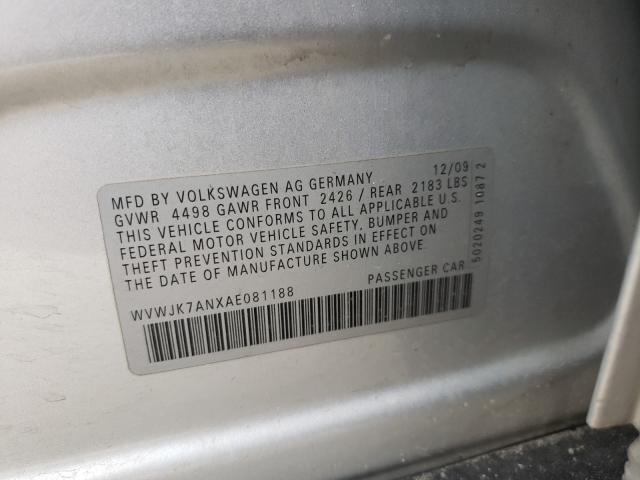 MFD BY VOLKSWAGEN AG GERMANY 12/09
GVWR 4498 GAWR FRONT 2426 / REAR 2183 LBS
THIS VEHICLE CONFORMS TO ALL APPLICABLE U.S.
FEDERAL MOTOR VEHICLE SAFETY, BUMPER AND
THEFT PREVENTION STANDARDS IN EFFECT ON
THE DATE OF MANUFACTURE SHOWN ABOVE.
WVWJK7ANXAE081188 PASSENGER CAR
5020249 1087 2